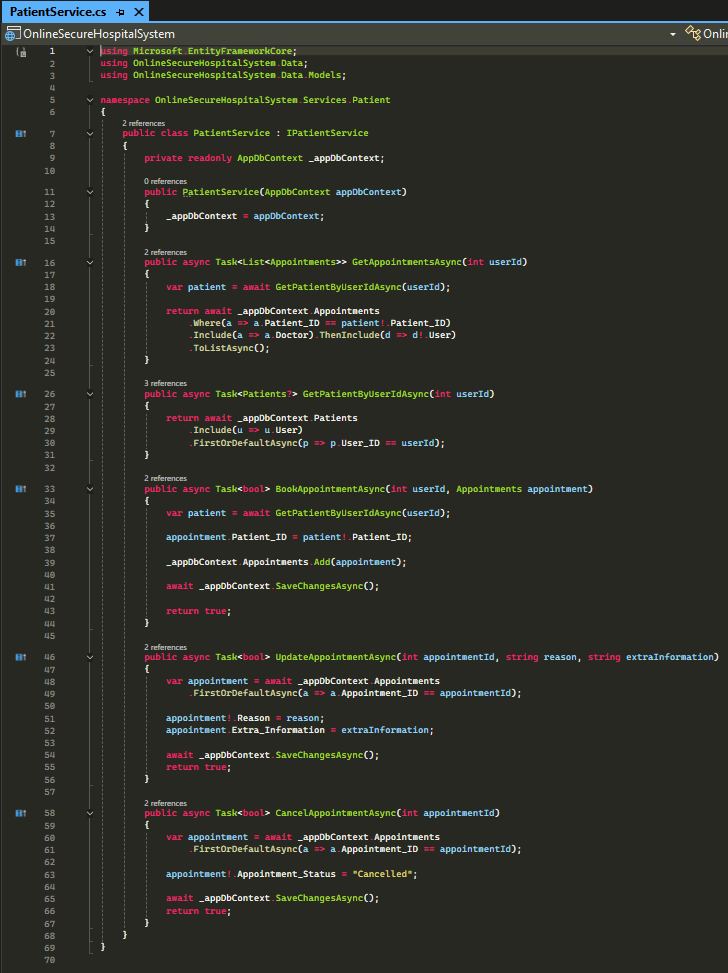 PatientService.cs
OnlineSecureHospitalSystem
1 using Microsoft.EntityFrameworkCore;
2 using OnlineSecureHospitalSystem.Data;
3 using OnlineSecureHospitalSystem.Data.Models;
4
5 namespace OnlineSecureHospitalSystem.Services.Patient
6 {
2 references
7 public class PatientService : IPatientService
8 {
9 private readonly AppDbContext _appDbContext;
10
0 references
11 public PatientService(AppDbContext appDbContext)
12 {
13 _appDbContext = appDbContext;
14 }
15
2 references
16 public async Task<List<Appointments>> GetAppointmentsAsync(int userId)
17 {
18 var patient = await GetPatientByUserIdAsync(userId);
19
20 return await _appDbContext.Appointments
21 .Where(a => a.Patient_ID == patient!.Patient_ID)
22 .Include(a => a.Doctor).ThenInclude(d => d!.User)
23 .ToListAsync();
24 }
25
3 references
26 public async Task<Patients?> GetPatientByUserIdAsync(int userId)
27 {
28 return await _appDbContext.Patients
29 .Include(u => u.User)
30 .FirstOrDefaultAsync(p => p.User_ID == userId);
31 }
32
2 references
33 public async Task<bool> BookAppointmentAsync(int userId, Appointments appointment)
34 {
35 var patient = await GetPatientByUserIdAsync(userId);
36
37 appointment.Patient_ID = patient!.Patient_ID;
38
39 _appDbContext.Appointments.Add(appointment);
40
41 await _appDbContext.SaveChangesAsync();
42
43 return true;
44 }
45
2 references
46 public async Task<bool> UpdateAppointmentAsync(int appointmentId, string reason, string extraInformation)
47 {
48 var appointment = await _appDbContext.Appointments
49 .FirstOrDefaultAsync(a => a.Appointment_ID == appointmentId);
50
51 appointment!.Reason = reason;
52 appointment.Extra_Information = extraInformation;
53
54 await _appDbContext.SaveChangesAsync();
55 return true;
56 }
57
2 references
58 public async Task<bool> CancelAppointmentAsync(int appointmentId)
59 {
60 var appointment = await _appDbContext.Appointments
61 .FirstOrDefaultAsync(a => a.Appointment_ID == appointmentId);
62
63 appointment!.Appointment_Status = "Cancelled";
64
65 await _appDbContext.SaveChangesAsync();
66 return true;
67 }
68 }
69 }
70